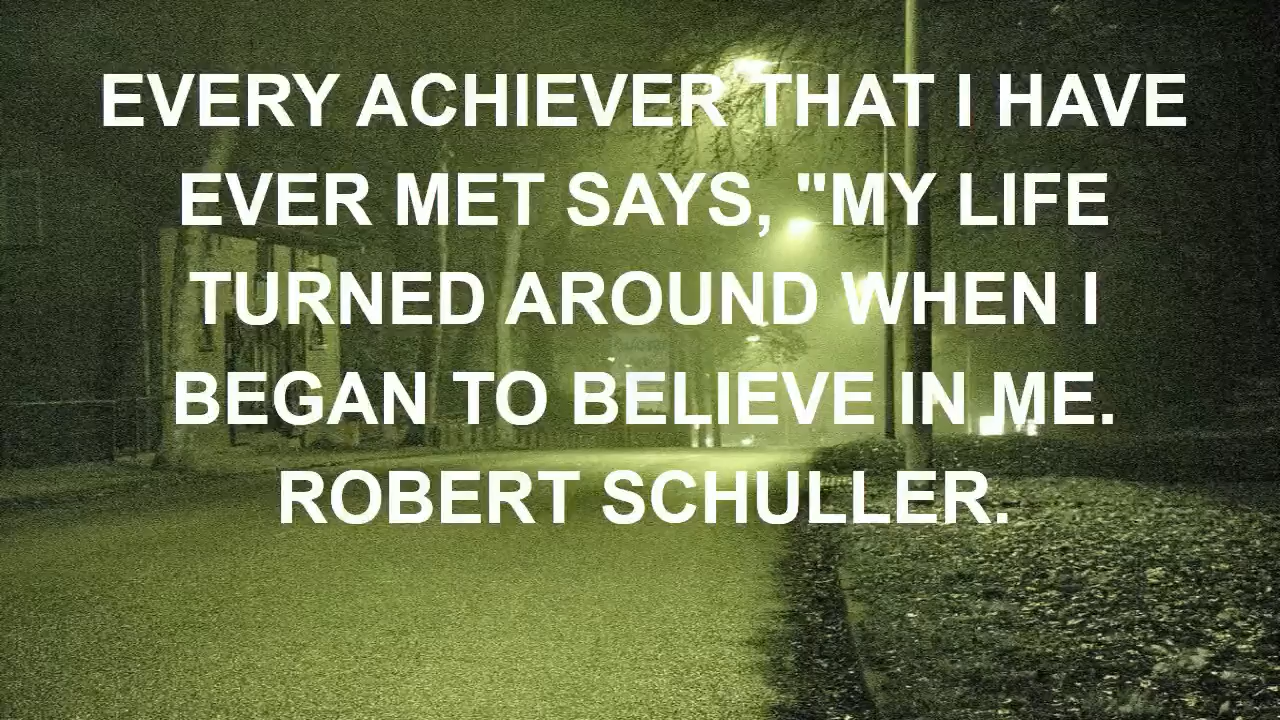 EVERY ACHIEVER THAT I HAVE
EVER MET SAYS, "MY LIFE
TURNED AROUND WHEN I
BEGAN TO BELIEVE IN ME.
ROBERT SCHULLER.